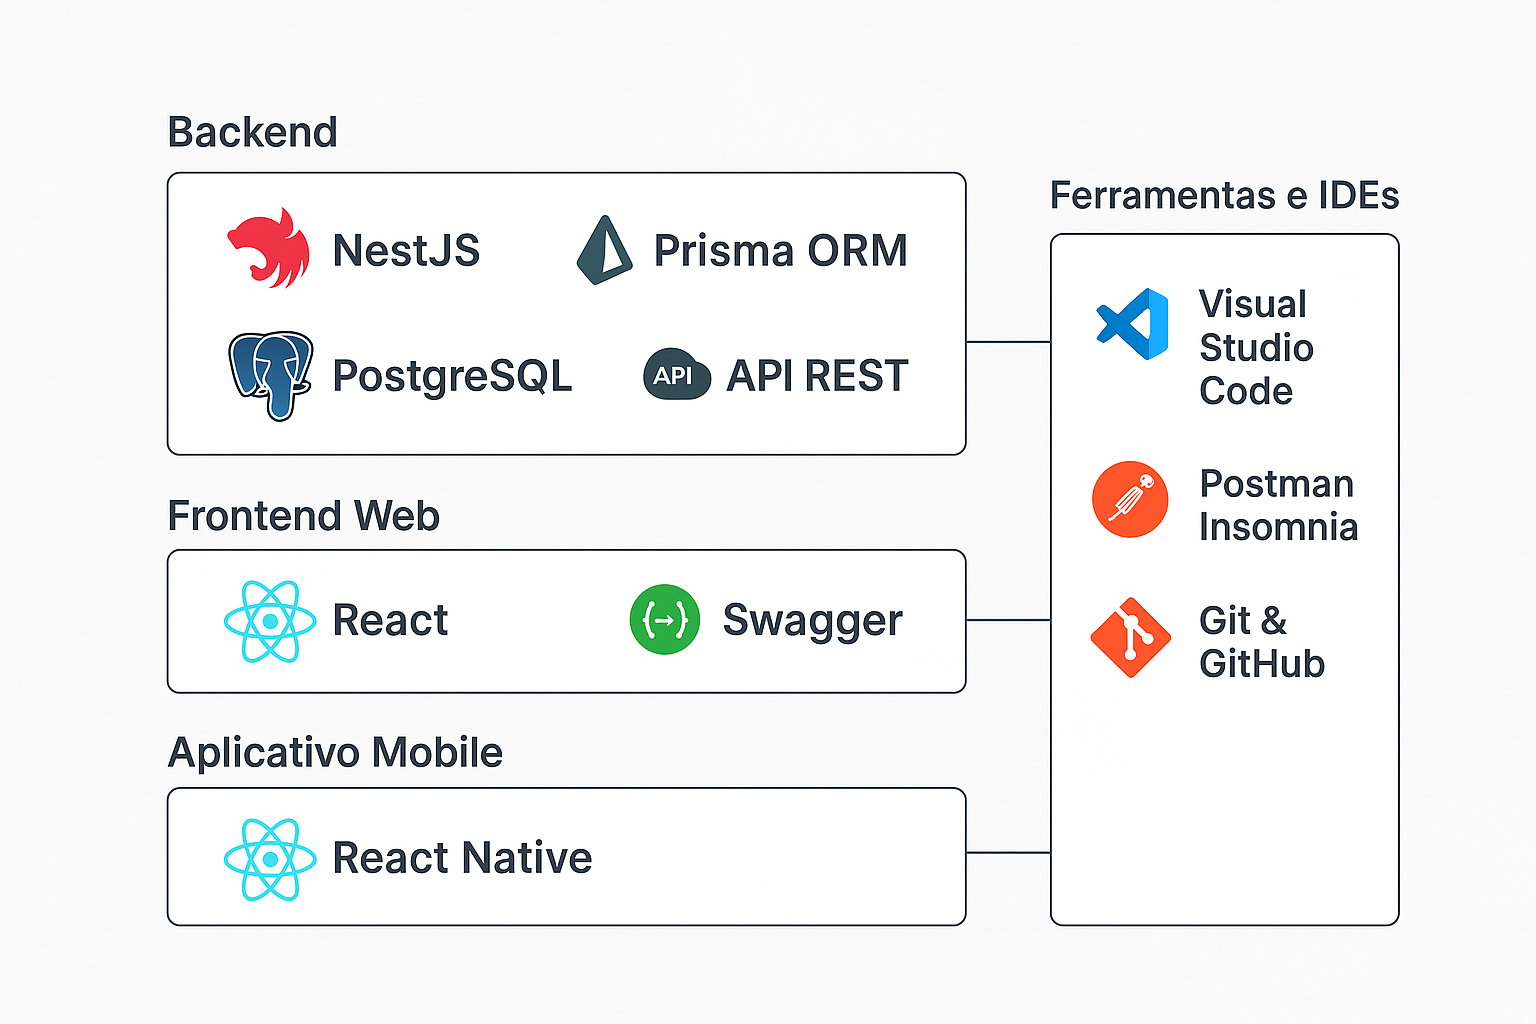 Backend
NestJS
Prisma ORM
PostgreSQL
API
API REST
Frontend Web
React
Swagger
Aplicativo Mobile
React Native
Ferramentas e IDEs
Visual
Studio
Code
Postman
Insomnia
Git &
GitHub